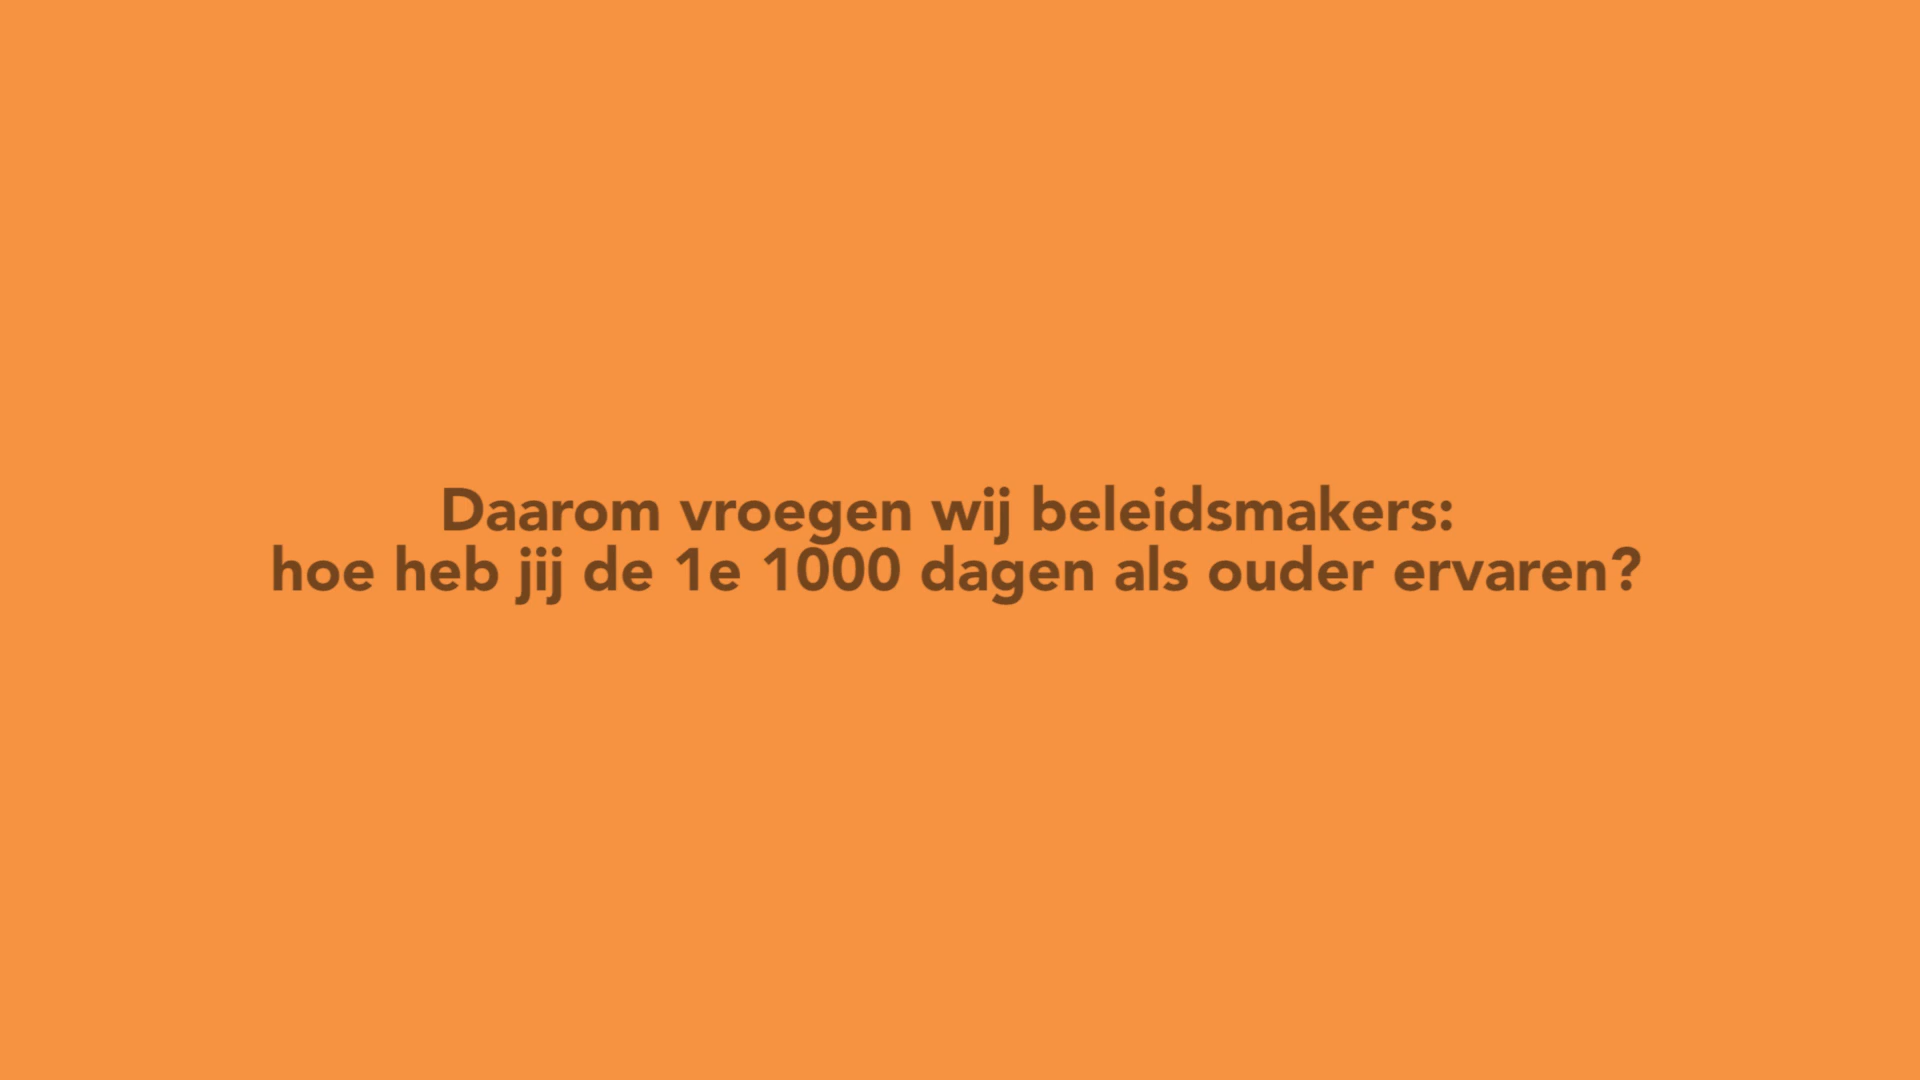 Daarom vroegen wij beleidsmakers:
hoe heb jij de 1e 1000 dagen als ouder ervaren?